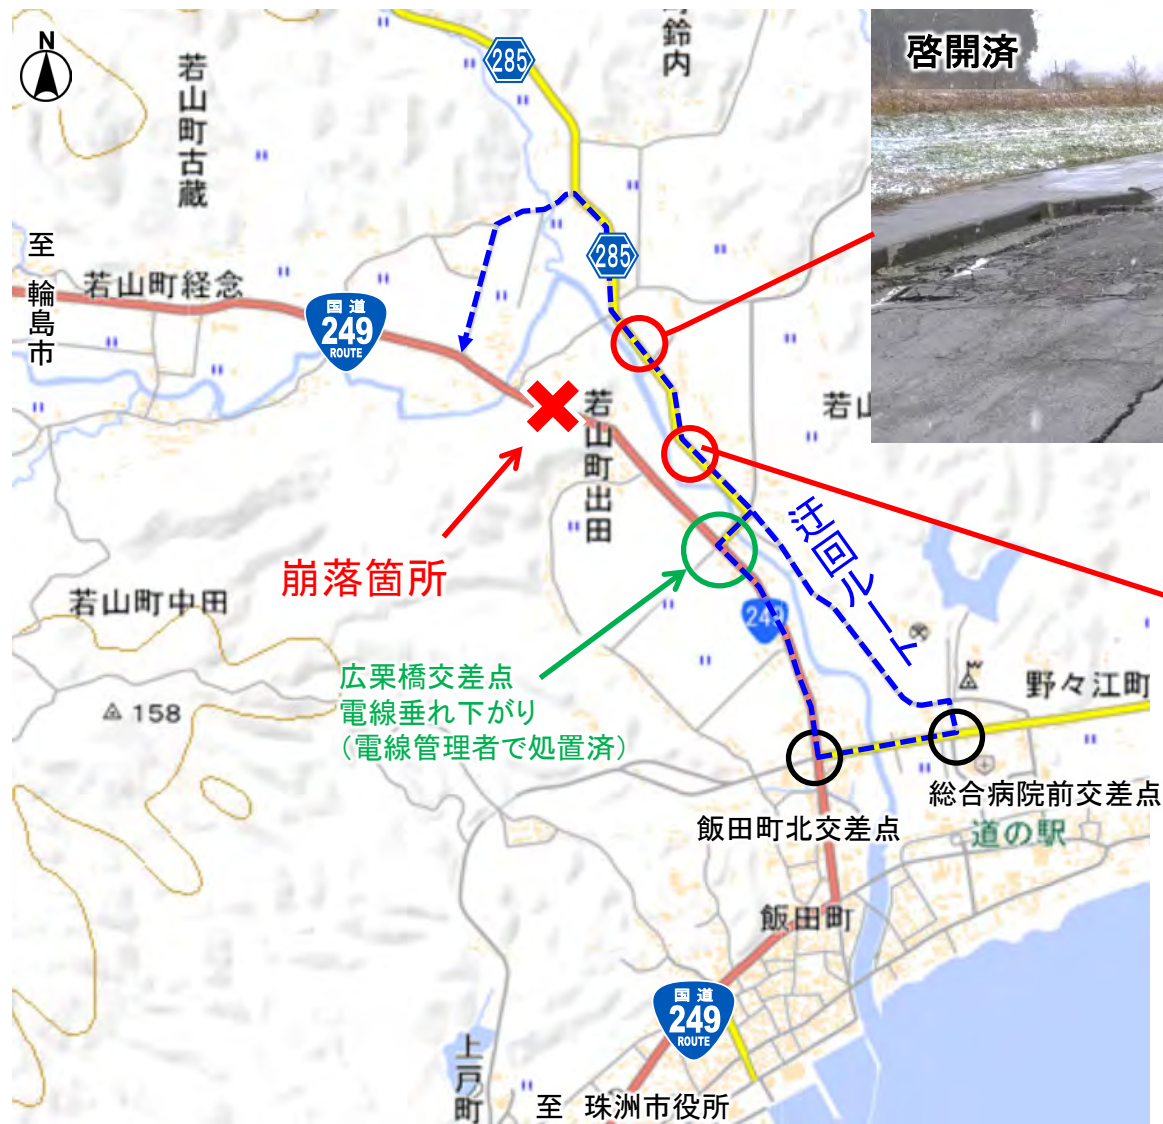 N
285
鈴内
啓開済
若山町古蔵
285
至 輪島市
若山町経念
国道
249
ROUTE
若山町出田
若山
崩落箇所
迂回ルート
若山町中田
249
広栗橋交差点
電線垂れ下がり
（電線管理者で処置済）
158
野々江町
総合病院前交差点
飯田町北交差点
道の駅
飯田町
国道
249
ROUTE
上戸町
至 珠洲市役所